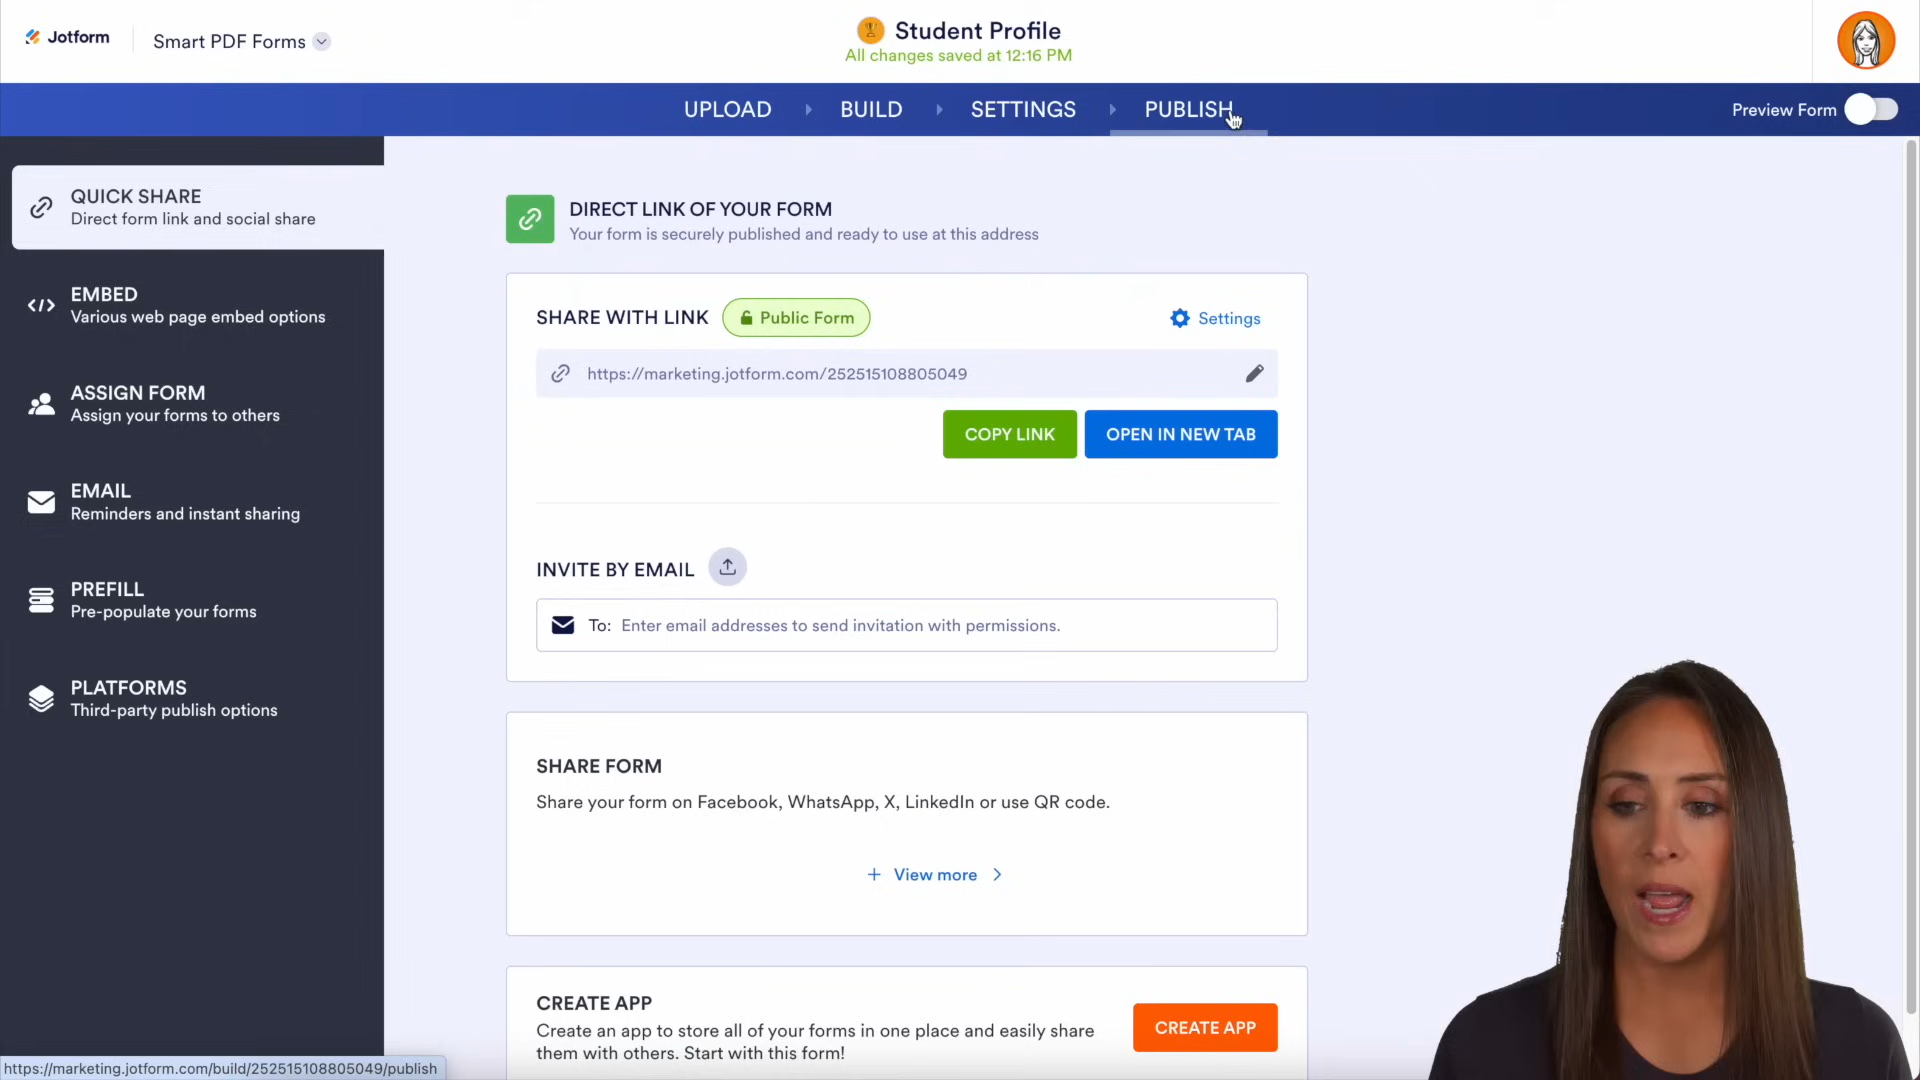 Jotform
Smart PDF Forms
Student Profile
All changes saved at 12:16 PM
UPLOAD
BUILD
SETTINGS
PUBLISH
Preview Form
QUICK SHARE
Direct form link and social share
EMBED
Various web page embed options
ASSIGN FORM
Assign your forms to others
EMAIL
Reminders and instant sharing
PREFILL
Pre-populate your forms
PLATFORMS
Third-party publish options
DIRECT LINK OF YOUR FORM
Your form is securely published and ready to use at this address
SHARE WITH LINK
Public Form
Settings
https://marketing.jotform.com/252515108805049
COPY LINK
OPEN IN NEW TAB
INVITE BY EMAIL
To: Enter email addresses to send invitation with permissions.
SHARE FORM
Share your form on Facebook, WhatsApp, X, LinkedIn or use QR code.
+ View more
CREATE APP
Create an app to store all of your forms in one place and easily share
them with others. Start with this form!
CREATE APP
https://marketing.jotform.com/build/252515108805049/publish